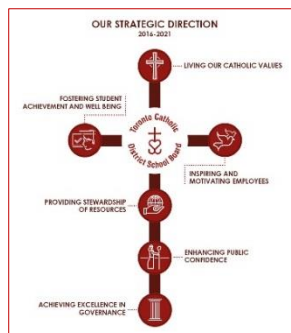 OUR STRATEGIC DIRECTION
2016-2021
LIVING OUR CATHOLIC VALUES
FOSTERING STUDENT
ACHIEVEMENT AND WELL BEING
Toronto Catholic
District School Board
INSPIRING AND
MOTIVATING EMPLOYEES
PROVIDING STEWARDSHIP
OF RESOURCES
ENHANCING PUBLIC
CONFIDENCE
ACHIEVING EXCELLENCE IN
GOVERNANCE